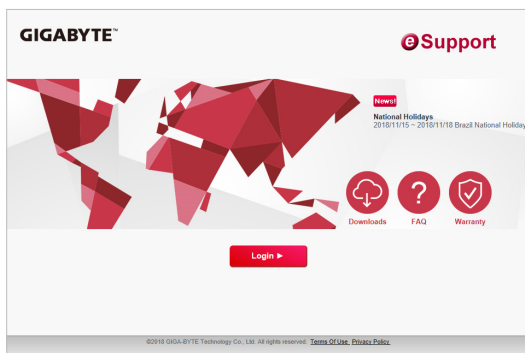 GIGABYTE™
eSupport
News!
National Holidays
2018/11/15 ~ 2018/11/18 Brazil National Holiday
Downloads
FAQ
Warranty
Login ►
©2018 GIGA-BYTE Technology Co., Ltd. All rights reserved. Terms Of Use Privacy Policy